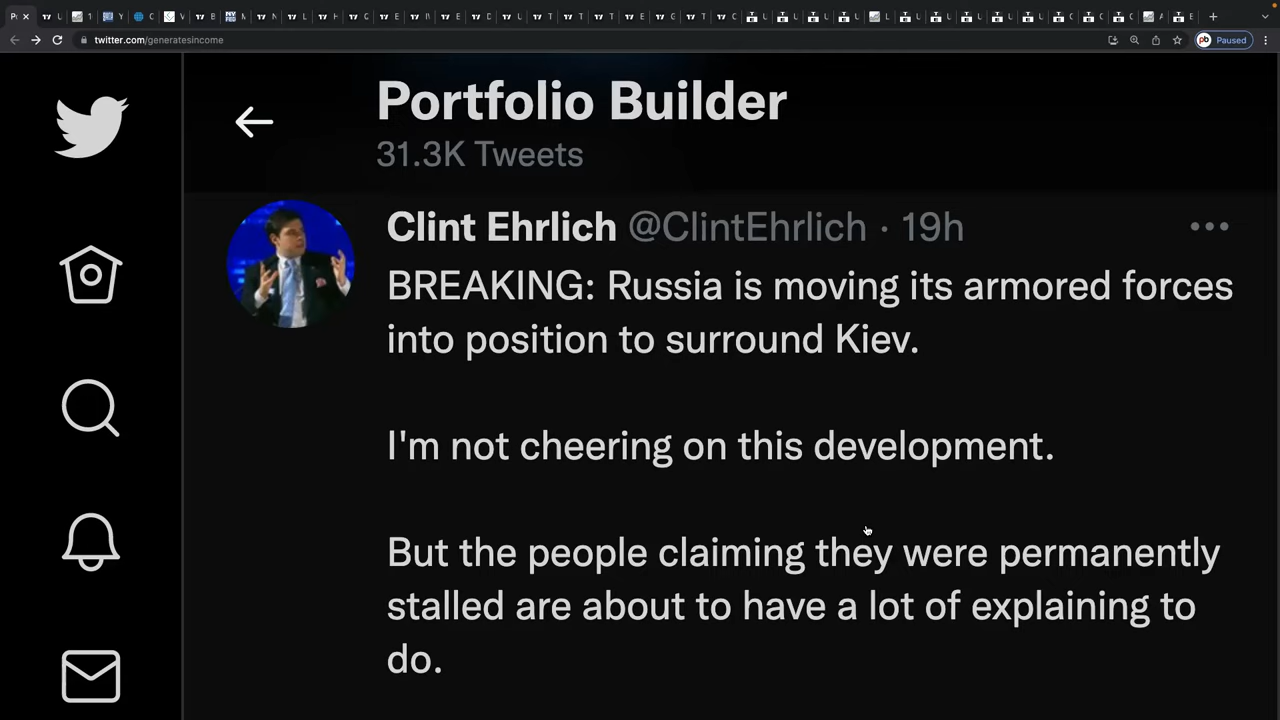 twitter.com/generatesincome
Paused
Portfolio Builder
31.3K Tweets
Clint Ehrlich @ClintEhrlich · 19h
BREAKING: Russia is moving its armored forces
into position to surround Kiev.
I'm not cheering on this development.
But the people claiming they were permanently
stalled are about to have a lot of explaining to
do.